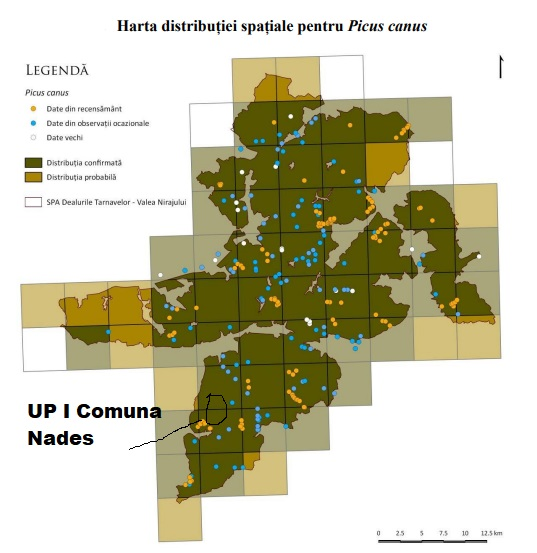 Harta distribuției spațiale pentru Picus canus
LEGENDĂ
Picus canus
Date din recensământ
Date din observații ocazionale
Date vechi
Distribuția confirmată
Distribuția probabilă
SPA Dealurile Tarnavelor - Valea Nirajului
UP I Comuna
Nades
0 2.5 5 7.5 10 12.5 km